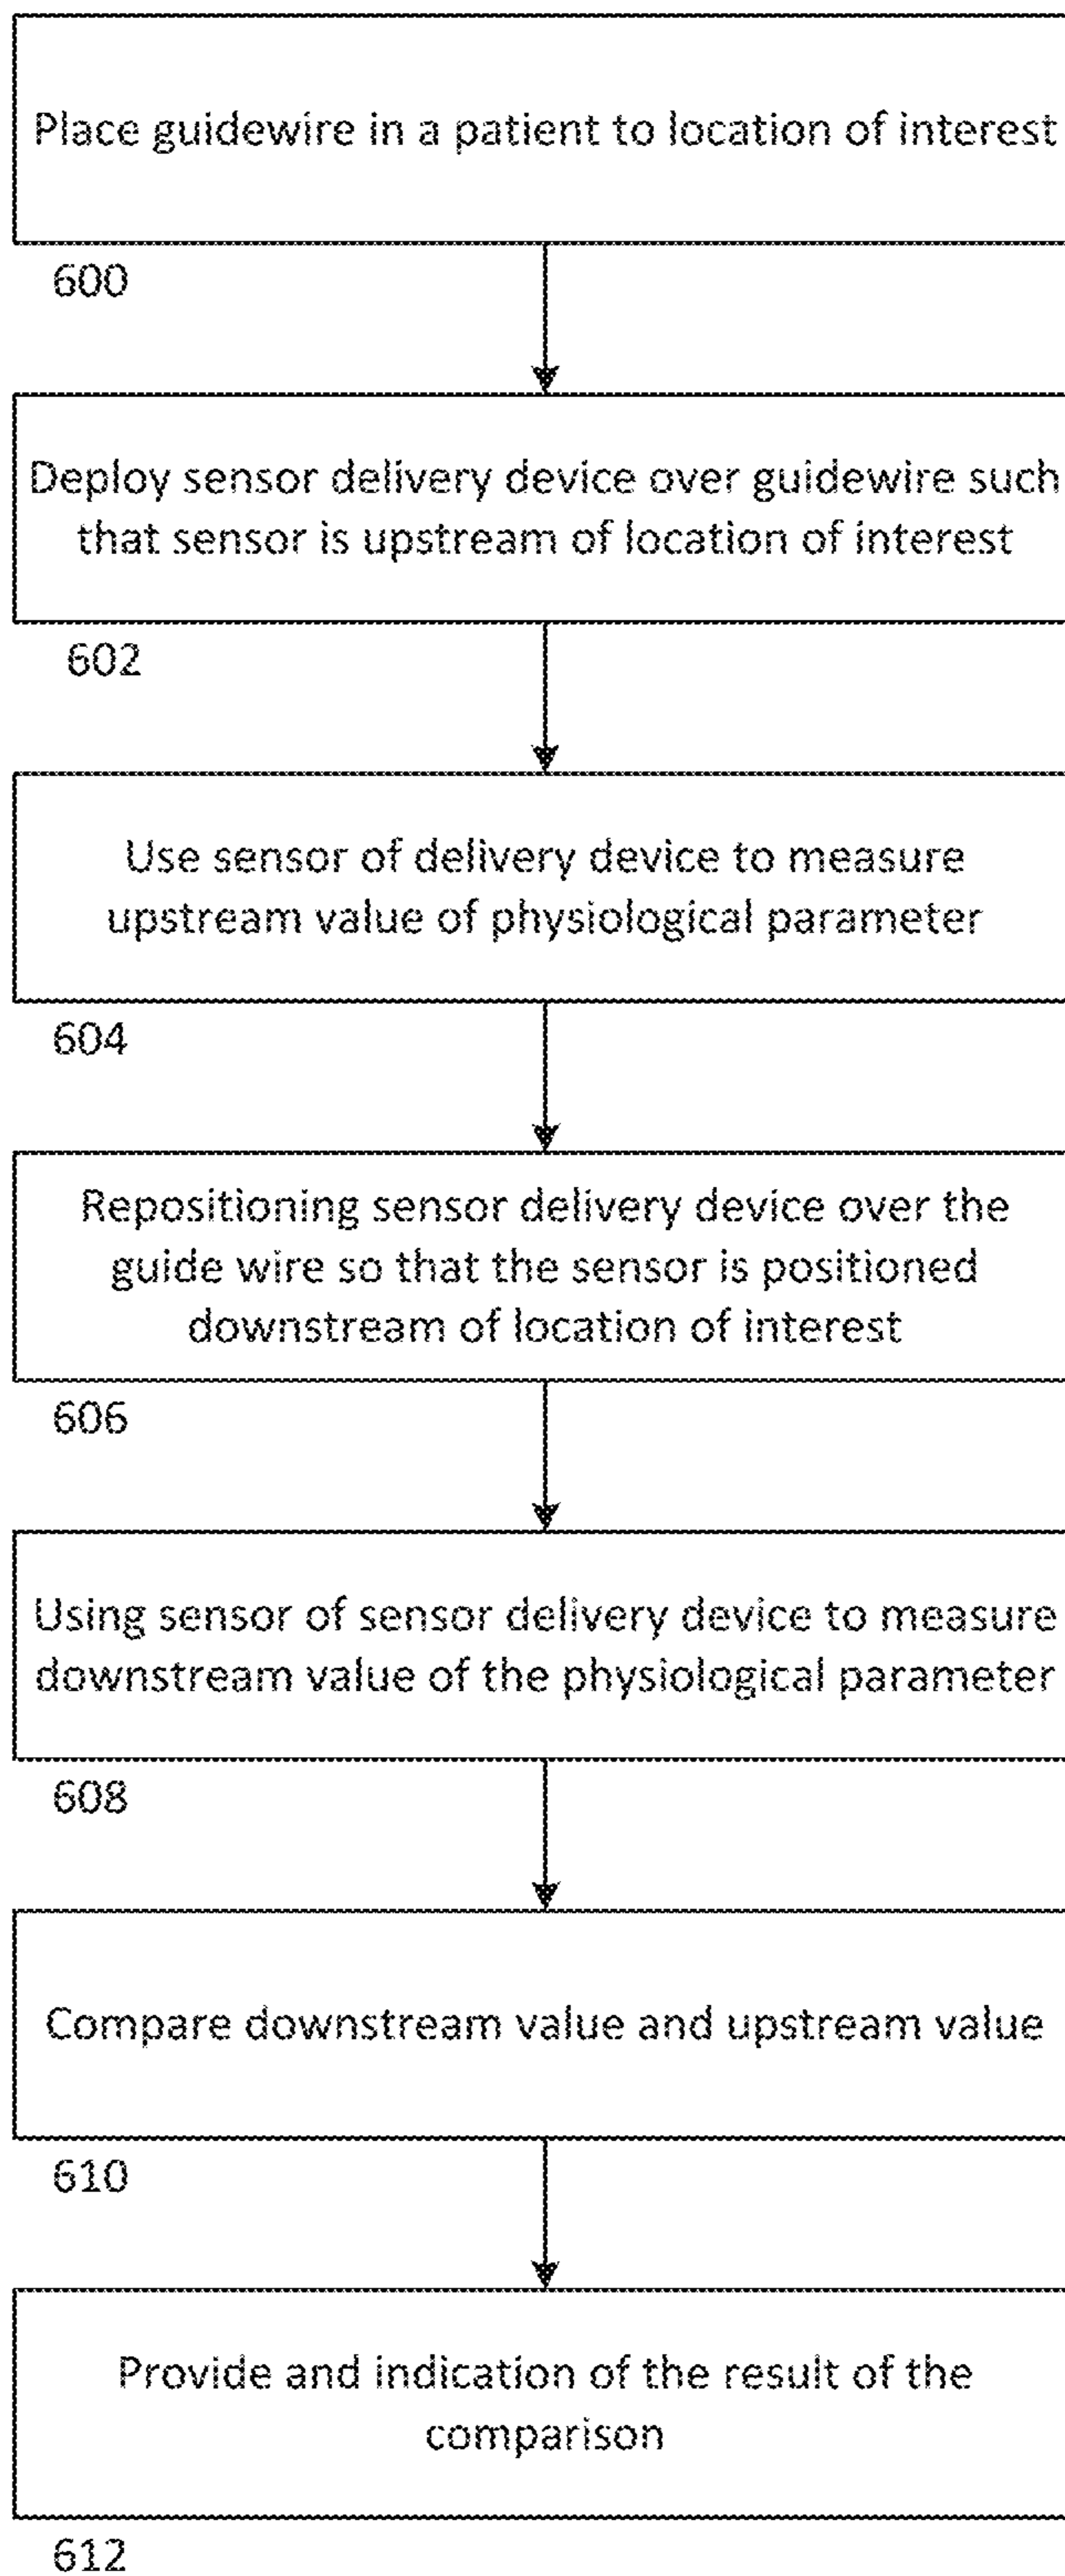 Place guidewire in a patient to location of interest
600
Deploy sensor delivery device over guidewire such
that sensor is upstream of location of interest
602
Use sensor of delivery device to measure
upstream value of physiological parameter
604
Repositioning sensor delivery device over the
guide wire so that the sensor is positioned
downstream of location of interest
606
Using sensor of sensor delivery device to measure
downstream value of the physiological parameter
608
Compare downstream value and upstream value
610
Provide and indication of the result of the
comparison
612